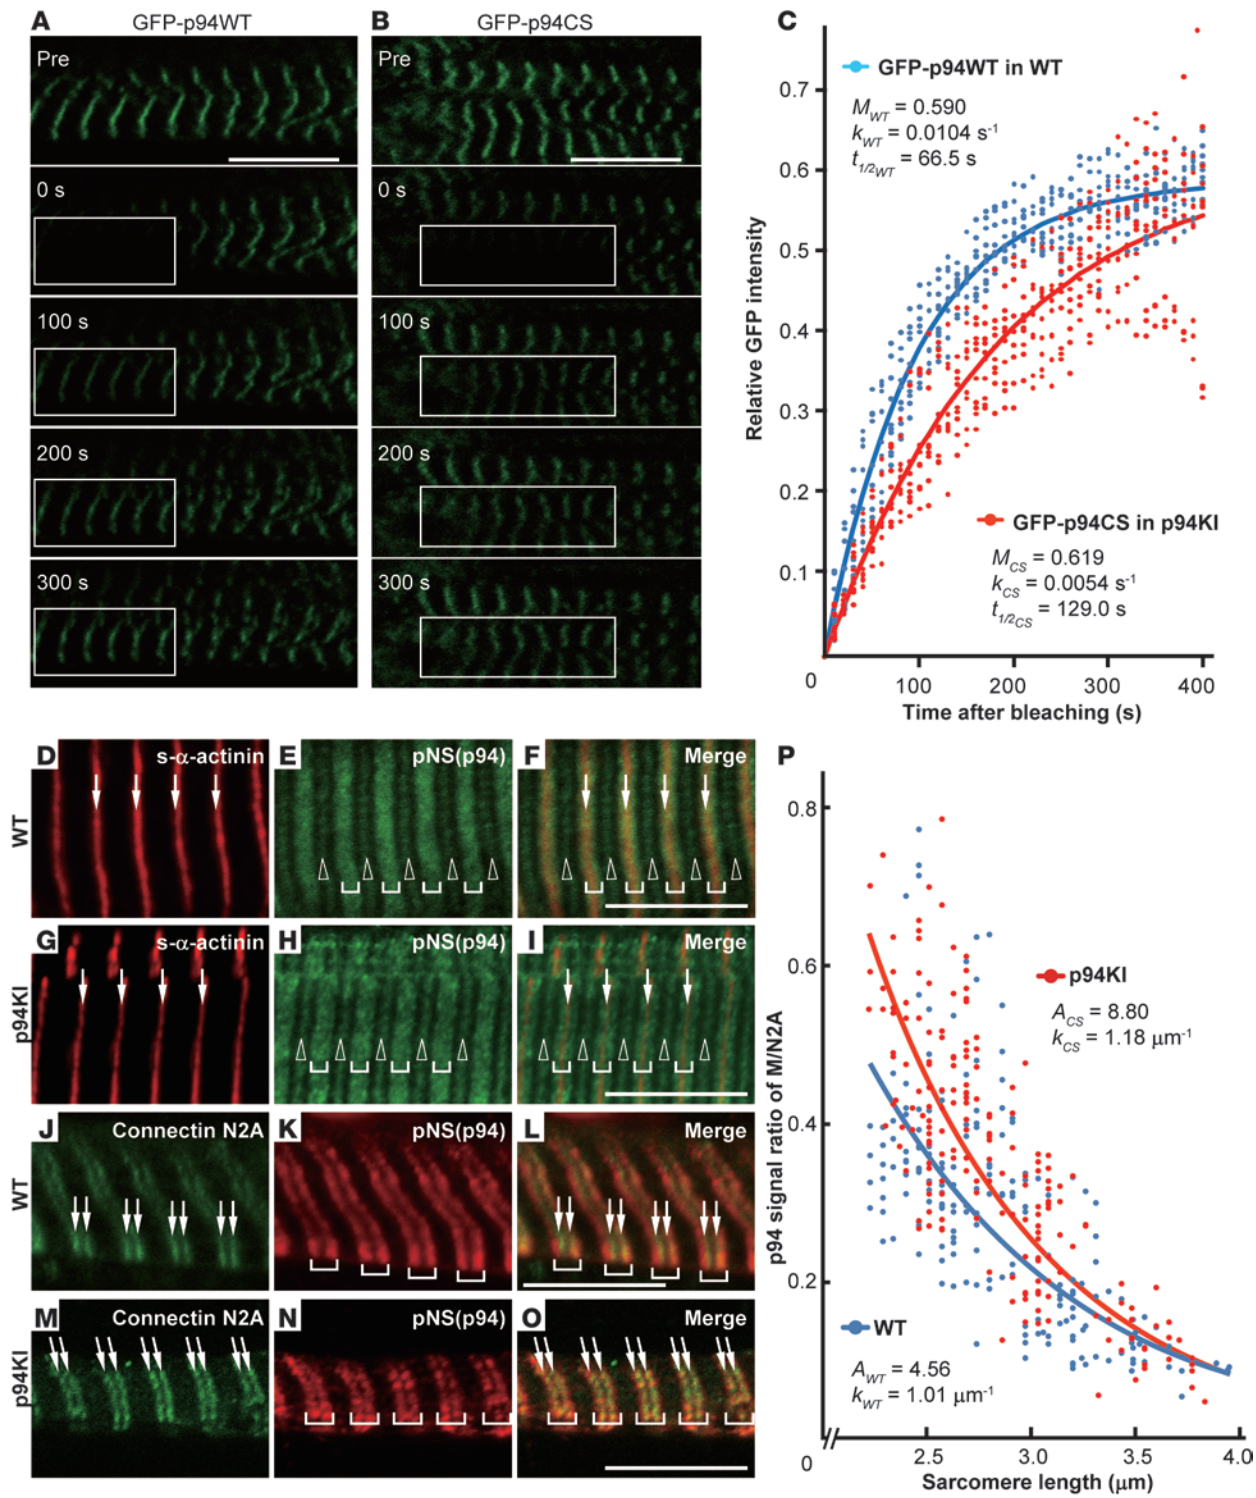 A GFP-p94WT
B GFP-p94CS
C
Pre
0 s
100 s
200 s
300 s
Pre
0 s
100 s
200 s
300 s
Relative GFP intensity
0.7
0.6
0.5
0.4
0.3
0.2
0.1
0
100
200
300
400
Time after bleaching (s)
GFP-p94WT in WT
M_WT = 0.590
k_WT = 0.0104 s⁻¹
t_1/2WT = 66.5 s
GFP-p94CS in p94KI
M_CS = 0.619
k_CS = 0.0054 s⁻¹
t_1/2CS = 129.0 s
WT
D s-α-actinin
E pNS(p94)
F Merge
p94KI
G s-α-actinin
H pNS(p94)
I Merge
WT
J Connectin N2A
K pNS(p94)
L Merge
p94KI
M Connectin N2A
N pNS(p94)
O Merge
P
p94 signal ratio of M/N2A
0.8
0.6
0.4
0.2
0
2.5
3.0
3.5
4.0
Sarcomere length (μm)
p94KI
A_CS = 8.80
k_CS = 1.18 μm⁻¹
WT
A_WT = 4.56
k_WT = 1.01 μm⁻¹